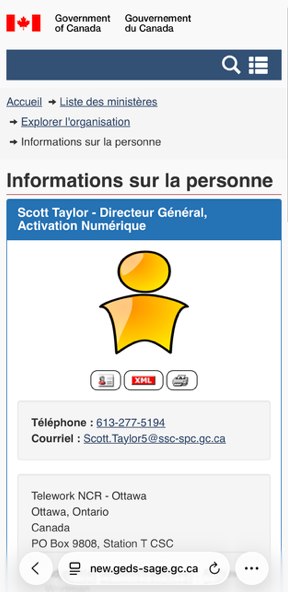 Government Gouvernement
of Canada du Canada
Accueil ➔ Liste des ministères
➔ Explorer l'organisation
➔ Informations sur la personne
Informations sur la personne
Scott Taylor - Directeur Général,
Activation Numérique
XML
Téléphone : 613-277-5194
Courriel : Scott.Taylor5@ssc-spc.gc.ca
Telework NCR - Ottawa
Ottawa, Ontario
Canada
PO Box 9808, Station T CSC
new.geds-sage.gc.ca